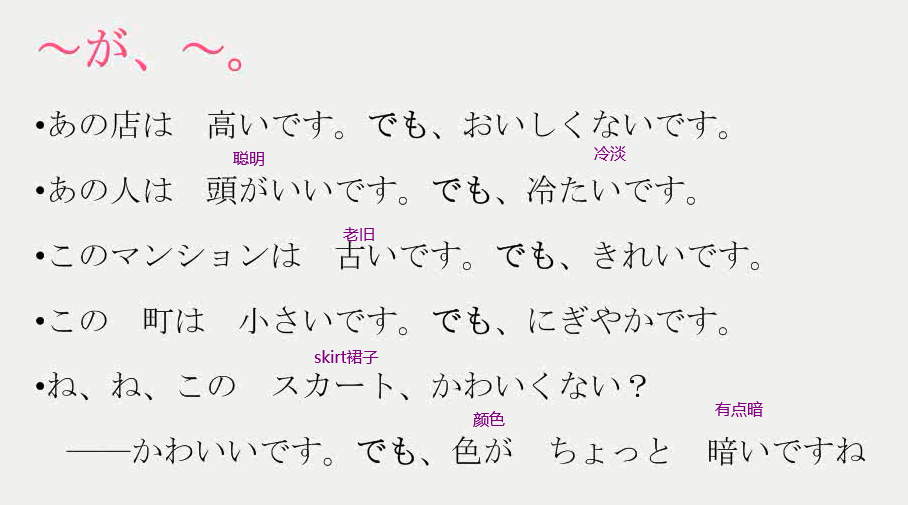 ～が、～。
•あの店は　高いです。でも、おいしくないです。
聪明
冷淡
•あの人は　頭がいいです。でも、冷たいです。
老旧
•このマンションは　古いです。でも、きれいです。
•この　町は　小さいです。でも、にぎやかです。
skirt裙子
•ね、ね、この　スカート、かわいくない？
颜色
有点暗
——かわいいです。でも、色が　ちょっと　暗いですね